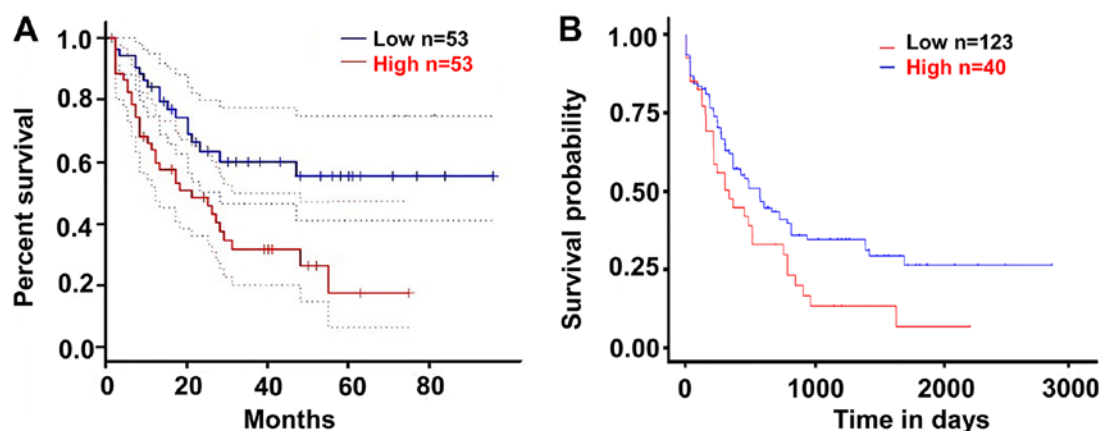 A
Percent survival
1.0
0.8
0.6
0.4
0.2
0.0
0
20
40
60
80
Months
Low n=53
High n=53
B
Survival probability
1.00
0.75
0.50
0.25
0.00
0
1000
2000
3000
Time in days
Low n=123
High n=40